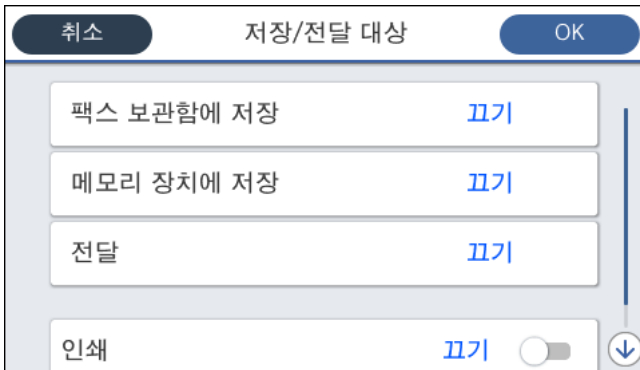 취소 저장/전달 대상 OK
팩스 보관함에 저장 끄기
메모리 장치에 저장 끄기
전달 끄기
인쇄 끄기